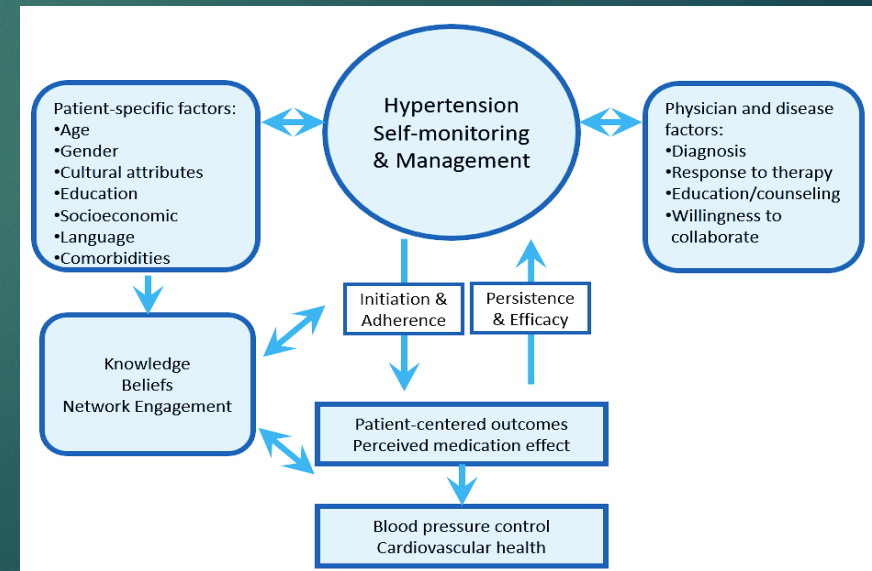 Hypertension
Self-monitoring
& Management
Patient-specific factors:
•Age
•Gender
•Cultural attributes
•Education
•Socioeconomic
•Language
•Comorbidities
Physician and disease
factors:
•Diagnosis
•Response to therapy
•Education/counseling
•Willingness to
collaborate
Initiation &
Adherence
Persistence
& Efficacy
Knowledge
Beliefs
Network Engagement
Patient-centered outcomes
Perceived medication effect
Blood pressure control
Cardiovascular health